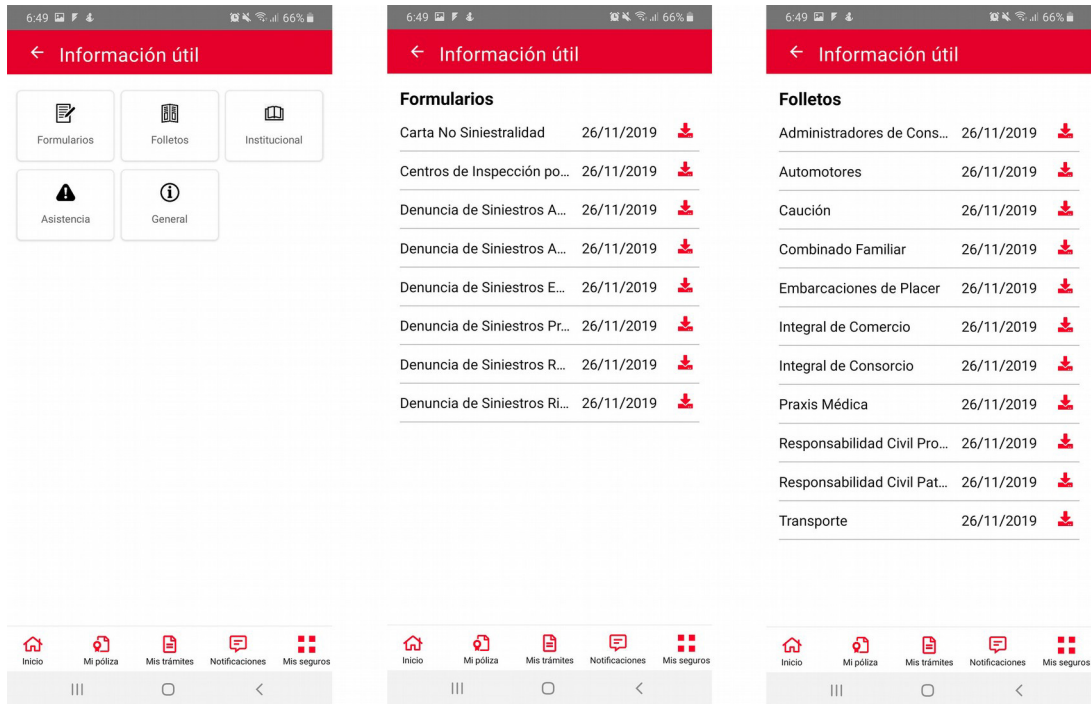 6:49 66%
Información útil
Formularios Folletos Institucional
Asistencia General
Inicio Mi póliza Mis trámites Notificaciones Mis seguros
6:49 66%
Información útil
Formularios
Carta No Siniestralidad 26/11/2019
Centros de Inspección po... 26/11/2019
Denuncia de Siniestros A... 26/11/2019
Denuncia de Siniestros A... 26/11/2019
Denuncia de Siniestros E... 26/11/2019
Denuncia de Siniestros Pr... 26/11/2019
Denuncia de Siniestros R... 26/11/2019
Denuncia de Siniestros Ri... 26/11/2019
Inicio Mi póliza Mis trámites Notificaciones Mis seguros
6:49 66%
Información útil
Folletos
Administradores de Cons... 26/11/2019
Automotores 26/11/2019
Caución 26/11/2019
Combinado Familiar 26/11/2019
Embarcaciones de Placer 26/11/2019
Integral de Comercio 26/11/2019
Integral de Consorcio 26/11/2019
Praxis Médica 26/11/2019
Responsabilidad Civil Pro... 26/11/2019
Responsabilidad Civil Pat... 26/11/2019
Transporte 26/11/2019
Inicio Mi póliza Mis trámites Notificaciones Mis seguros